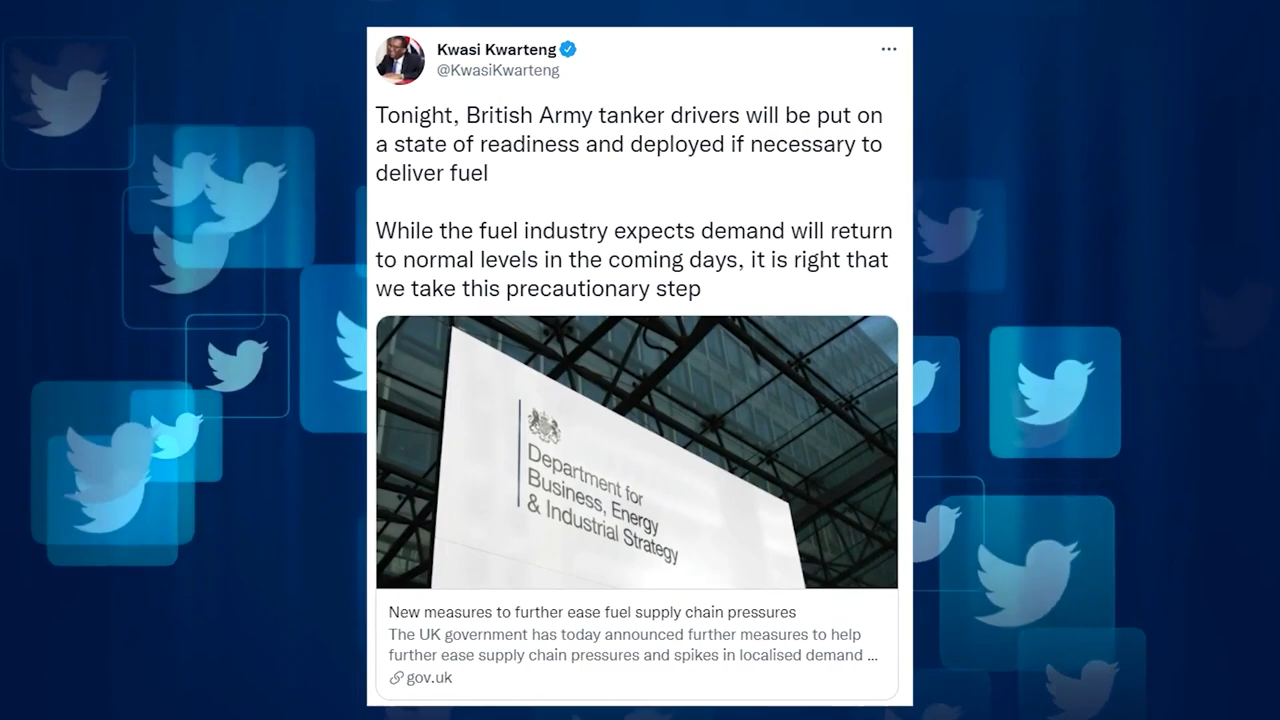 Kwasi Kwarteng
@KwasiKwarteng
Tonight, British Army tanker drivers will be put on
a state of readiness and deployed if necessary to
deliver fuel
While the fuel industry expects demand will return
to normal levels in the coming days, it is right that
we take this precautionary step
Department for
Business, Energy
& Industrial Strategy
New measures to further ease fuel supply chain pressures
The UK government has today announced further measures to help
further ease supply chain pressures and spikes in localised demand ...
gov.uk